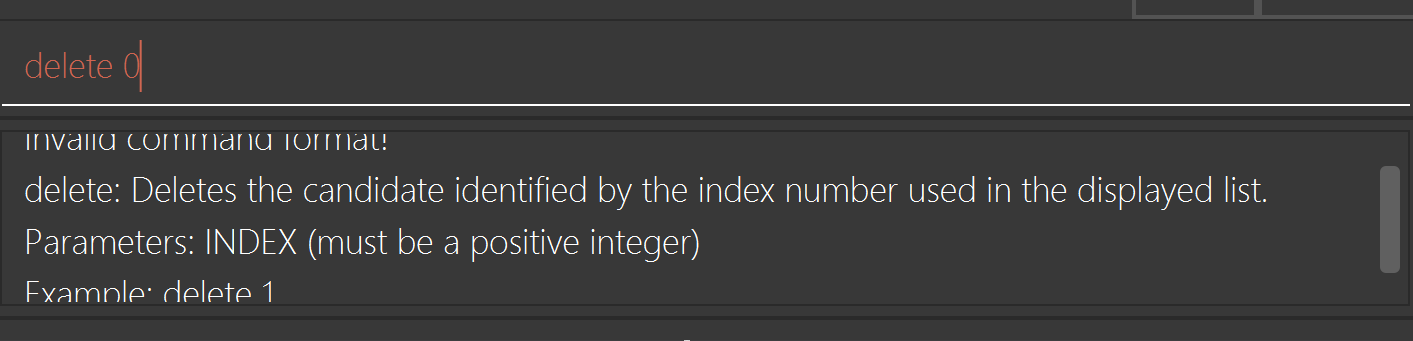 delete 0
Invalid command format!
delete: Deletes the candidate identified by the index number used in the displayed list.
Parameters: INDEX (must be a positive integer)
Example: delete 1